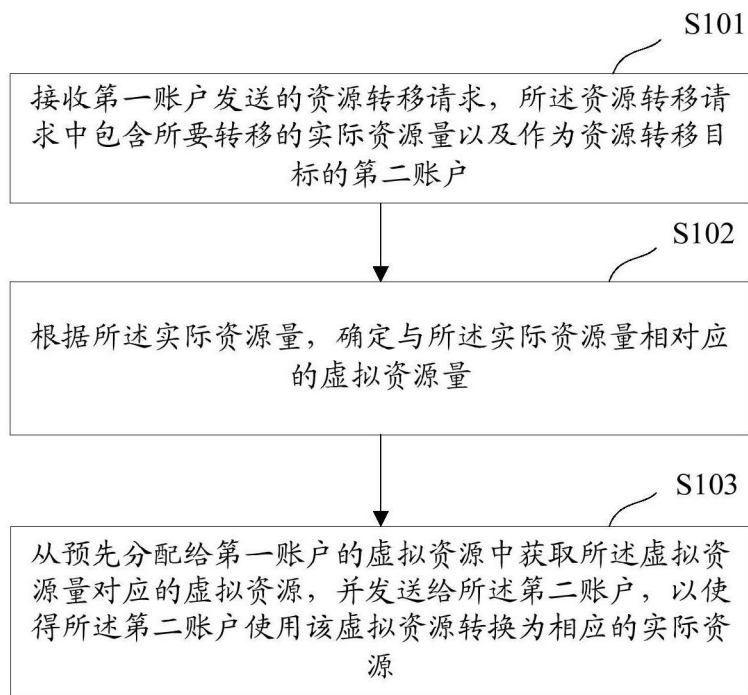 S101
接收第一账户发送的资源转移请求，所述资源转移请
求中包含所要转移的实际资源量以及作为资源转移目
标的第二账户
S102
根据所述实际资源量，确定与所述实际资源量相对应
的虚拟资源量
S103
从预先分配给第一账户的虚拟资源中获取所述虚拟资
源量对应的虚拟资源，并发送给所述第二账户，以使
得所述第二账户使用该虚拟资源转换为相应的实际资
源